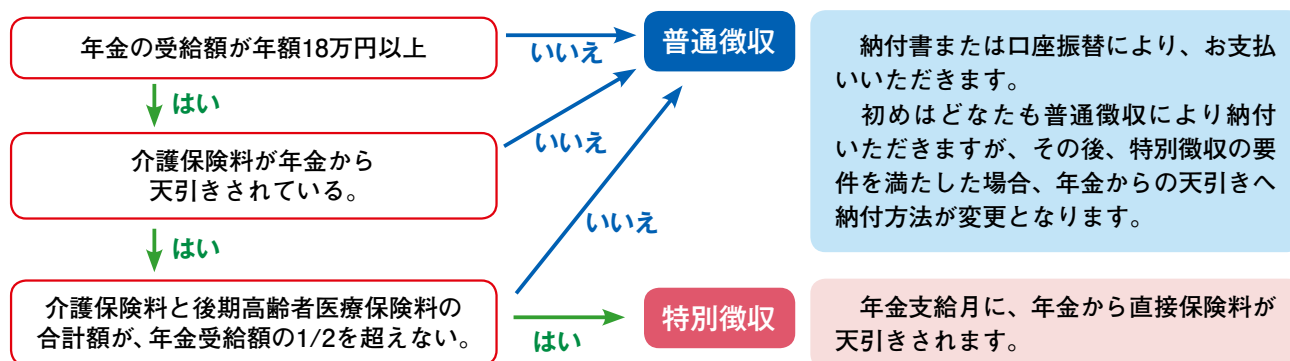 年金の受給額が年額18万円以上
いいえ
普通徴収
はい
介護保険料が年金から
天引きされている。
いいえ
はい
いいえ
介護保険料と後期高齢者医療保険料の
合計額が、年金受給額の1/2を超えない。
はい
特別徴収
　納付書または口座振替により、お支払
いいただきます。
　初めはどなたも普通徴収により納付
いただきますが、その後、特別徴収の要
件を満たした場合、年金からの天引きへ
納付方法が変更となります。
　年金支給月に、年金から直接保険料が
天引きされます。